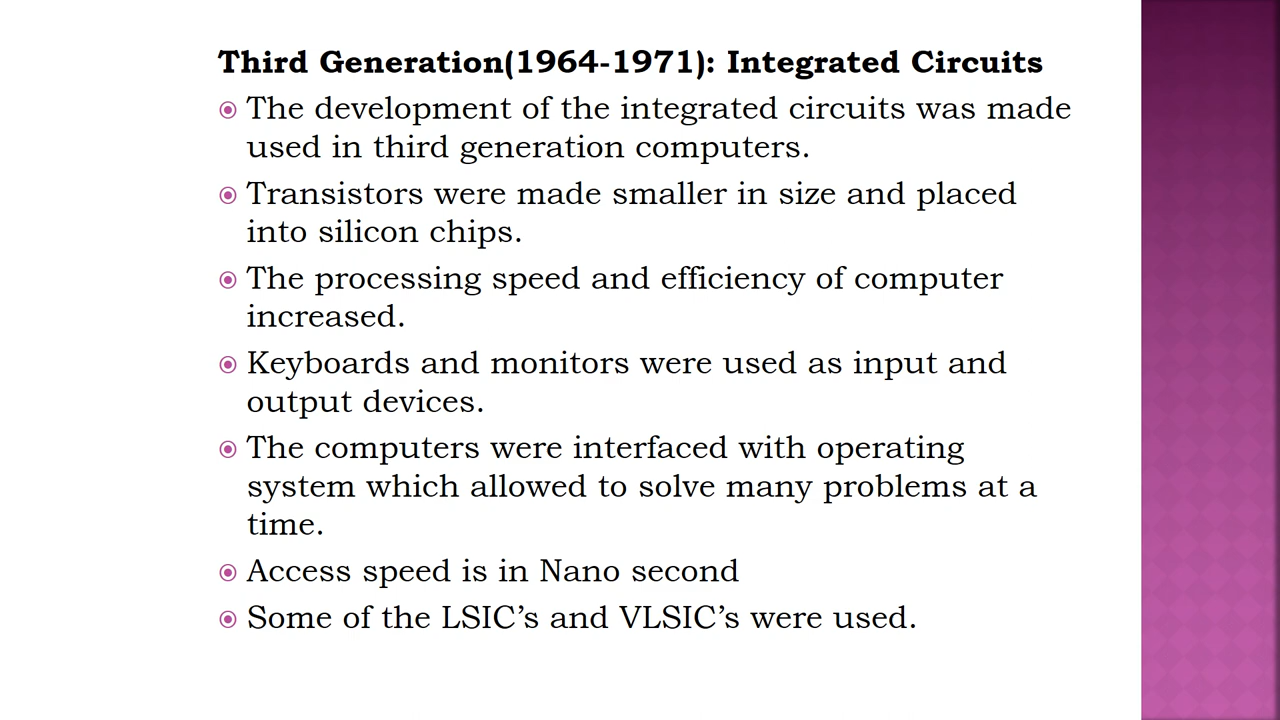 Third Generation(1964-1971): Integrated Circuits
The development of the integrated circuits was made
used in third generation computers.
Transistors were made smaller in size and placed
into silicon chips.
The processing speed and efficiency of computer
increased.
Keyboards and monitors were used as input and
output devices.
The computers were interfaced with operating
system which allowed to solve many problems at a
time.
Access speed is in Nano second
Some of the LSIC’s and VLSIC’s were used.